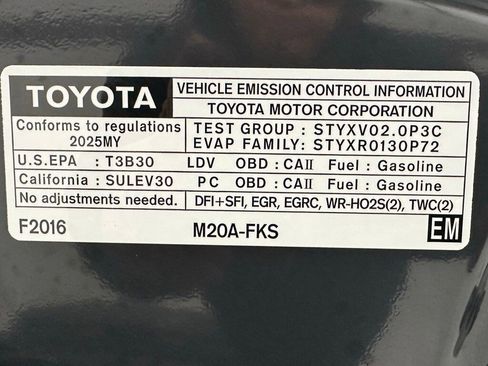 TOYOTA
VEHICLE EMISSION CONTROL INFORMATION
TOYOTA MOTOR CORPORATION
Conforms to regulations
2025MY
TEST GROUP : STYXV02.0P3C
EVAP FAMILY: STYXR0130P72
U.S.EPA : T3B30 LDV OBD : CAII Fuel : Gasoline
California : SULEV30 PC OBD : CAII Fuel : Gasoline
No adjustments needed. DFI+SFI, EGR, EGRC, WR-HO2S(2), TWC(2)
F2016 M20A-FKS EM